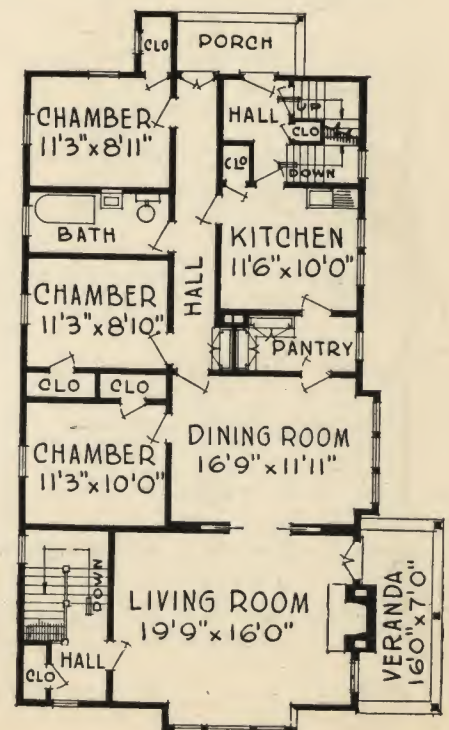 CLO
PORCH
CHAMBER
11'3"x8'11"
HALL
UP
CLO
CLO
DOWN
BATH
KITCHEN
11'6"x10'0"
HALL
CHAMBER
11'3"x8'10"
PANTRY
CLO
CLO
CHAMBER
11'3"x10'0"
DINING ROOM
16'9"x11'11"
DOWN
LIVING ROOM
19'9"x16'0"
VERANDA
16'0"x7'0"
HALL
CLO